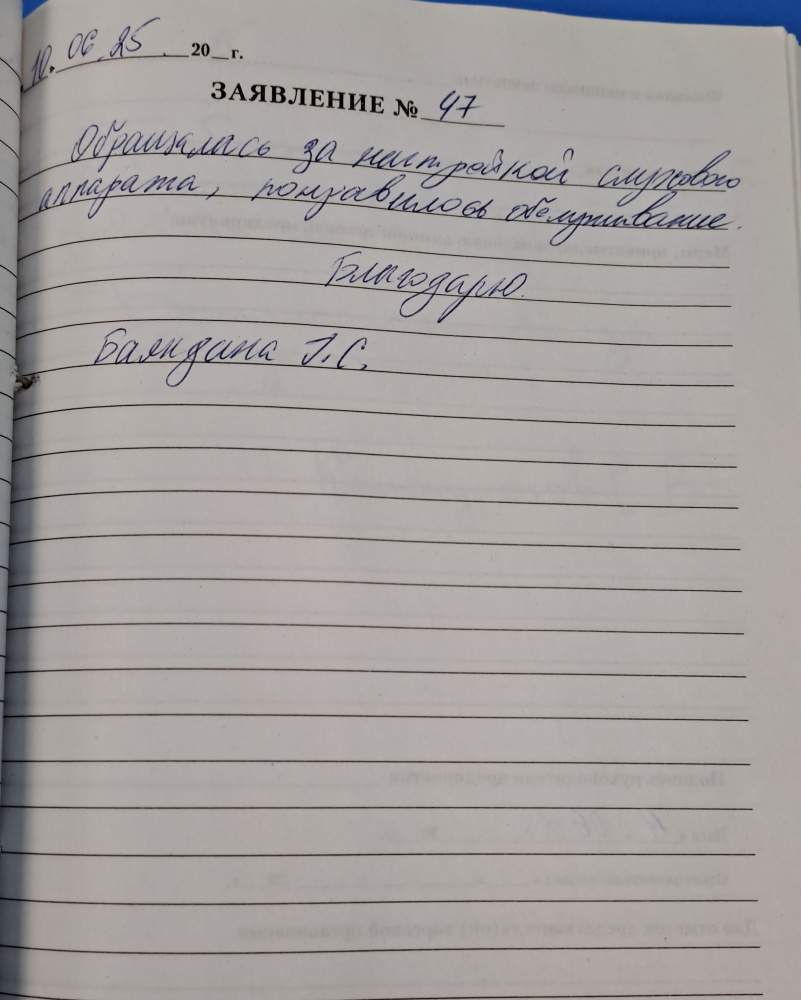 10.06.25. 20 г.
ЗАЯВЛЕНИЕ № 47
Обращалась за настройкой слухового
аппарата, понравилось обслуживание.
Благодарю.
Баяндина Г.С.